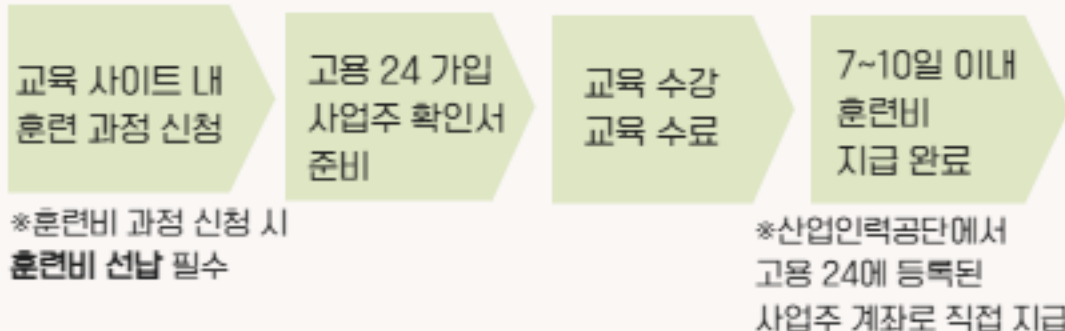 교육 사이트 내
훈련 과정 신청
고용 24 가입
사업주 확인서
준비
교육 수강
교육 수료
7~10일 이내
훈련비
지급 완료
※훈련비 과정 신청 시
훈련비 선납 필수
※산업인력공단에서
고용 24에 등록된
사업주 계좌로 직접 지급